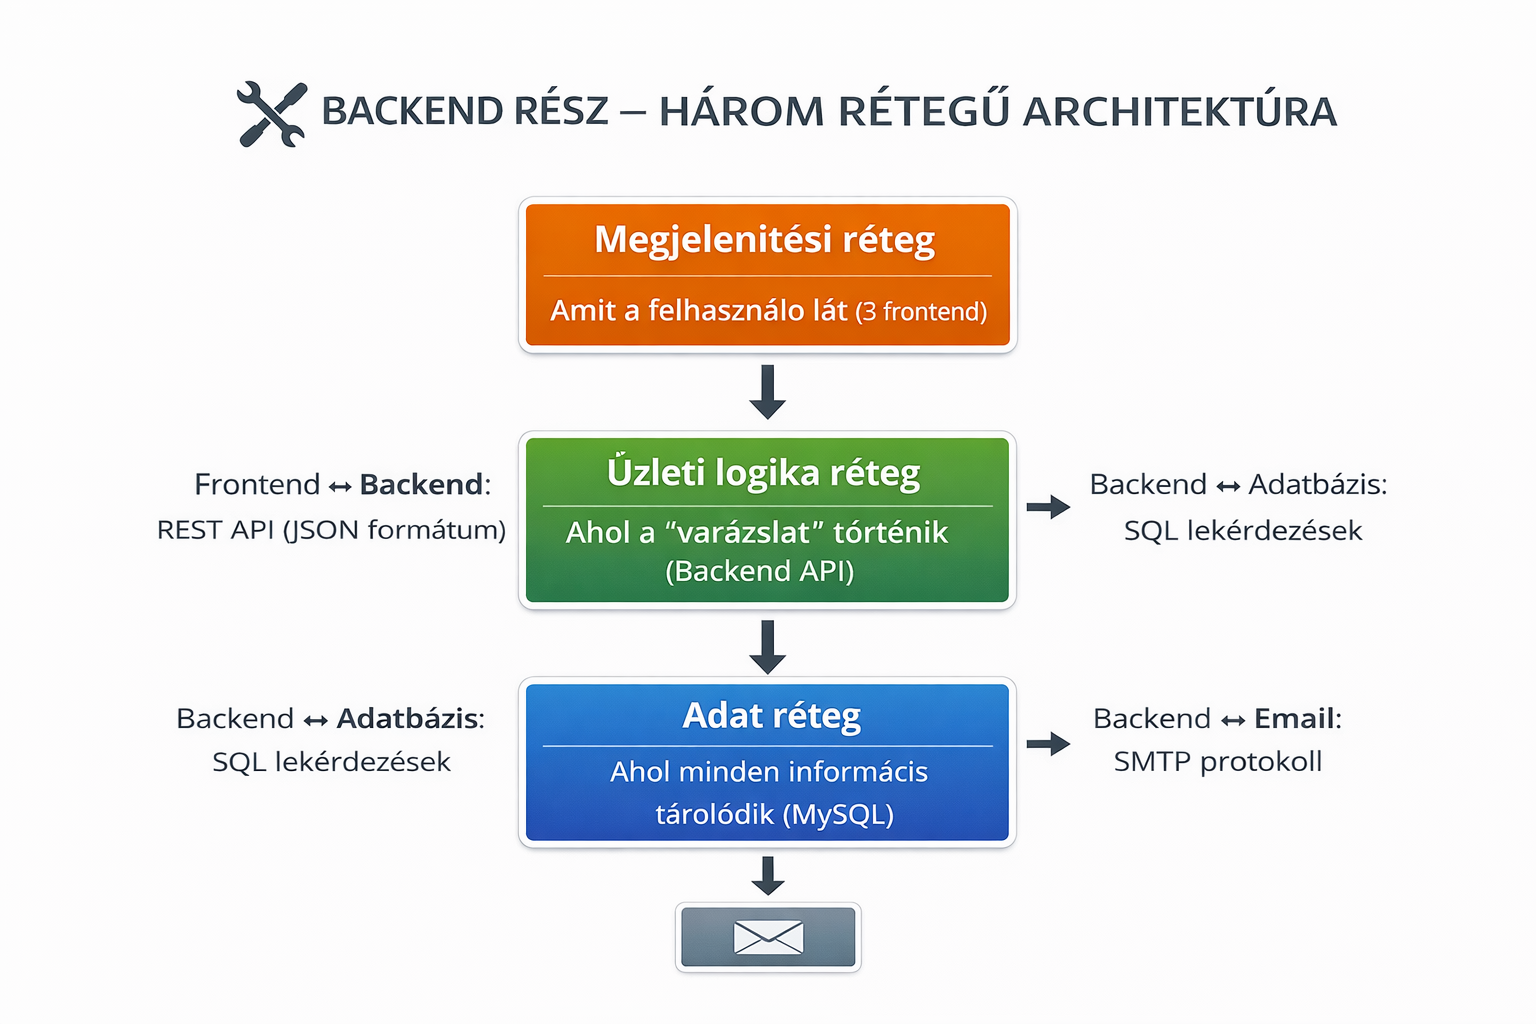 BACKEND RÉSZ – HÁROM RÉTEGŰ ARCHITEKTÚRA
Megjelenitési réteg
Amit a felhasználo lát (3 frontend)
Frontend ↔ Backend:
REST API (JSON formátum)
Űzleti logika réteg
Ahol a “varázslat” tórténik
(Backend API)
Backend ↔ Adatbázis:
SQL lekérdezések
Backend ↔ Adatbázis:
SQL lekérdezések
Adat réteg
Ahol minden informácis
tárolódik (MySQL)
Backend ↔ Email:
SMTP protokoll